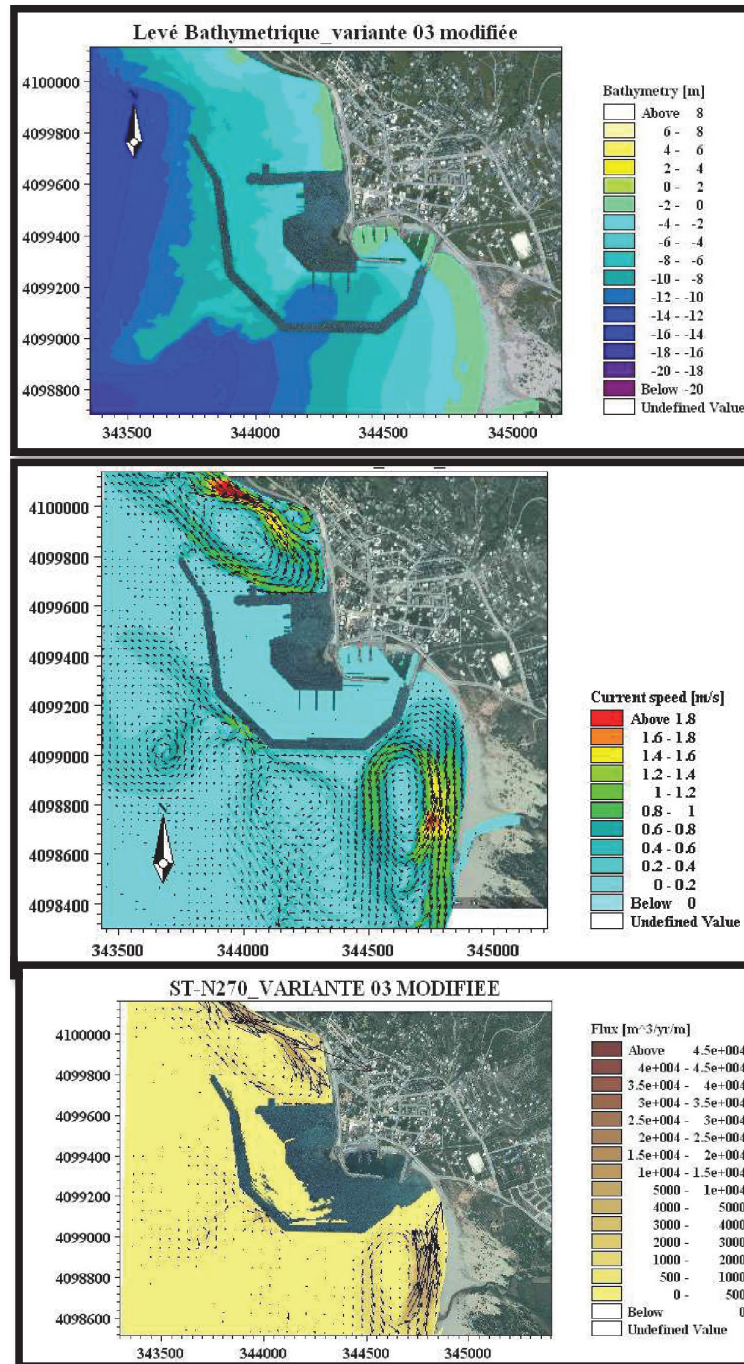 Levé Bathymetrique_variante 03 modifiée
4100000
4099800
4099600
4099400
4099200
4099000
4098800
343500 344000 344500 345000
Bathymetry [m]
Above 8
6 - 8
4 - 6
2 - 4
0 - 2
-2 - 0
-4 - -2
-6 - -4
-8 - -6
-10 - -8
-12 - -10
-14 - -12
-16 - -14
-18 - -16
-20 - -18
Below -20
Undefined Value
4100000
4099800
4099600
4099400
4099200
4099000
4098800
4098600
4098400
343500 344000 344500 345000
Current speed [m/s]
Above 1.8
1.6 - 1.8
1.4 - 1.6
1.2 - 1.4
1 - 1.2
0.8 - 1
0.6 - 0.8
0.4 - 0.6
0.2 - 0.4
0 - 0.2
Below 0
Undefined Value
ST-N270_VARIANTE 03 MODIFIEE
4100000
4099800
4099600
4099400
4099200
4099000
4098800
4098600
343500 344000 344500 345000
Flux [m^3/yr/m]
Above 4.5e+004
4e+004 - 4.5e+004
3.5e+004 - 4e+004
3e+004 - 3.5e+004
2.5e+004 - 3e+004
2e+004 - 2.5e+004
1.5e+004 - 2e+004
1e+004 - 1.5e+004
5000 - 1e+004
4000 - 5000
3000 - 4000
2000 - 3000
1000 - 2000
500 - 1000
0 - 500
Below 0
Undefined Value